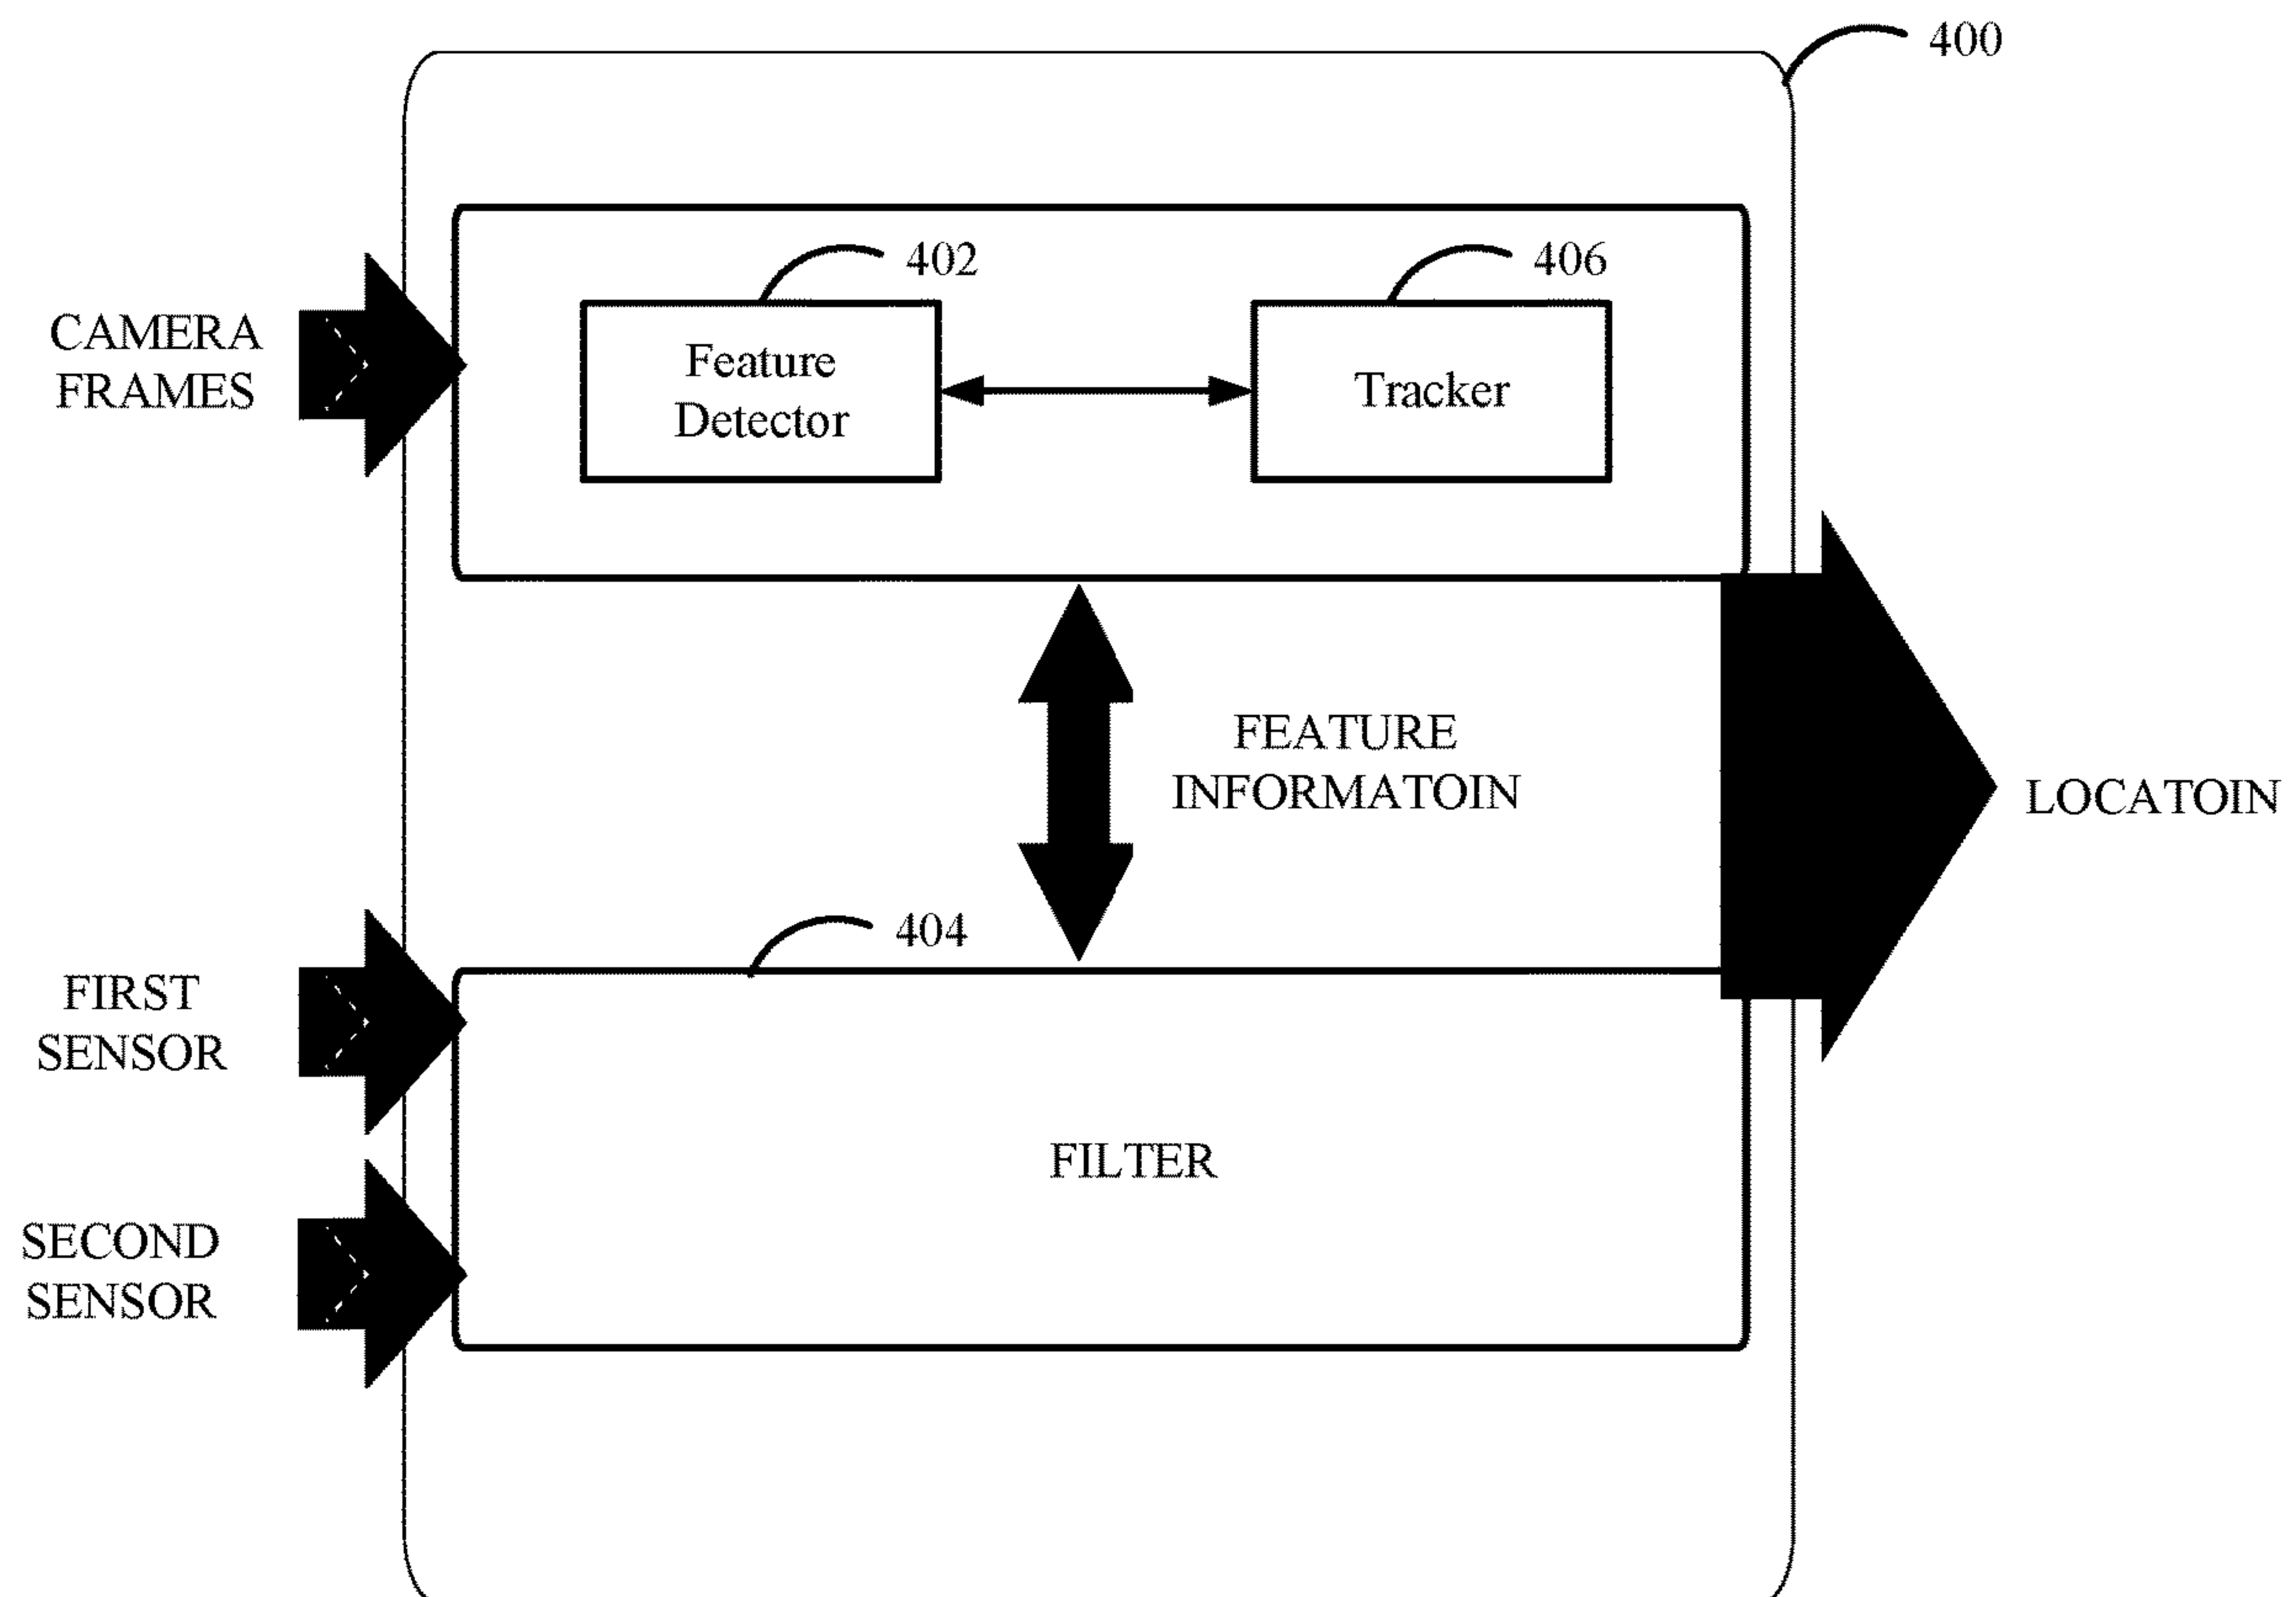 400
402
406
CAMERA
FRAMES
Feature
Detector
Tracker
FEATURE
INFORMATOIN
LOCATOIN
404
FIRST
SENSOR
FILTER
SECOND
SENSOR